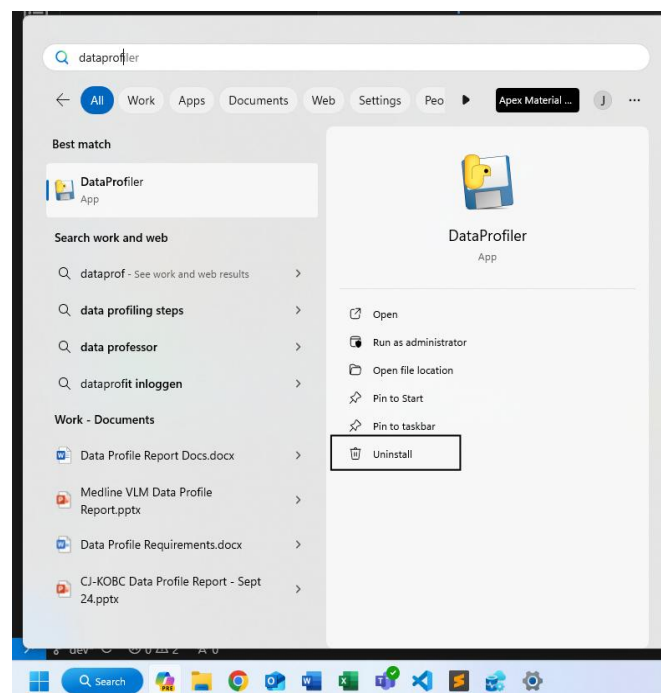 dataprofiler
All Work Apps Documents Web Settings Peo Apex Material ... J ...
Best match
DataProfiler
App
Search work and web
dataprof - See work and web results
data profiling steps
data professor
dataprofit inloggen
Work - Documents
Data Profile Report Docs.docx
Medline VLM Data Profile
Report.pptx
Data Profile Requirements.docx
CJ-KOBC Data Profile Report - Sept
24.pptx
DataProfiler
App
Open
Run as administrator
Open file location
Pin to Start
Pin to taskbar
Uninstall
Search
PRE